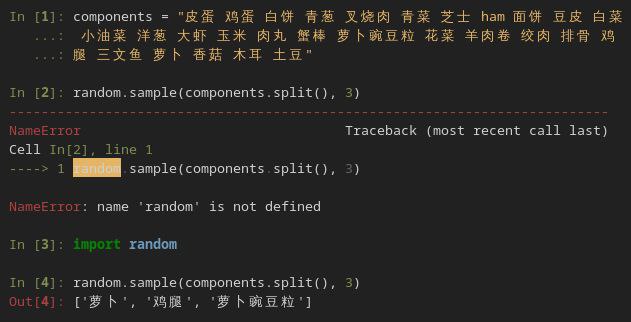 In [1]: components = "皮蛋 鸡蛋 白饼 青葱 叉烧肉 青菜 芝士 ham 面饼 豆皮 白菜
...: 小油菜 洋葱 大虾 玉米 肉丸 蟹棒 萝卜豌豆粒 花菜 羊肉卷 绞肉 排骨 鸡
...: 腿 三文鱼 萝卜 香菇 木耳 土豆"
In [2]: random.sample(components.split(), 3)
---------------------------------------------------------------------------
NameError                                 Traceback (most recent call last)
Cell In[2], line 1
----> 1 random.sample(components.split(), 3)
NameError: name 'random' is not defined
In [3]: import random
In [4]: random.sample(components.split(), 3)
Out[4]: ['萝卜', '鸡腿', '萝卜豌豆粒']